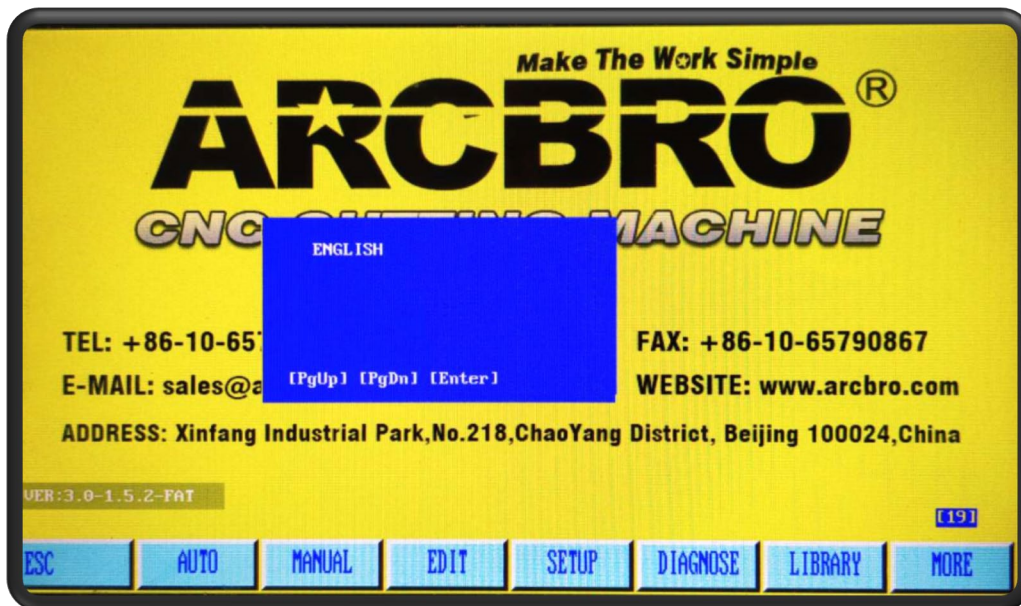 Make The Work Simple
ARCBRO®
CNC MACHINE
ENGLISH
TEL: +86-10-65
FAX: +86-10-65790867
E-MAIL: sales@a
[PgUp] [PgDn] [Enter]
WEBSITE: www.arcbro.com
ADDRESS: Xinfang Industrial Park,No.218,ChaoYang District, Beijing 100024,China
VER:3.0-1.5.2-FAT
[19]
ESC AUTO MANUAL EDIT SETUP DIAGNOSE LIBRARY MORE